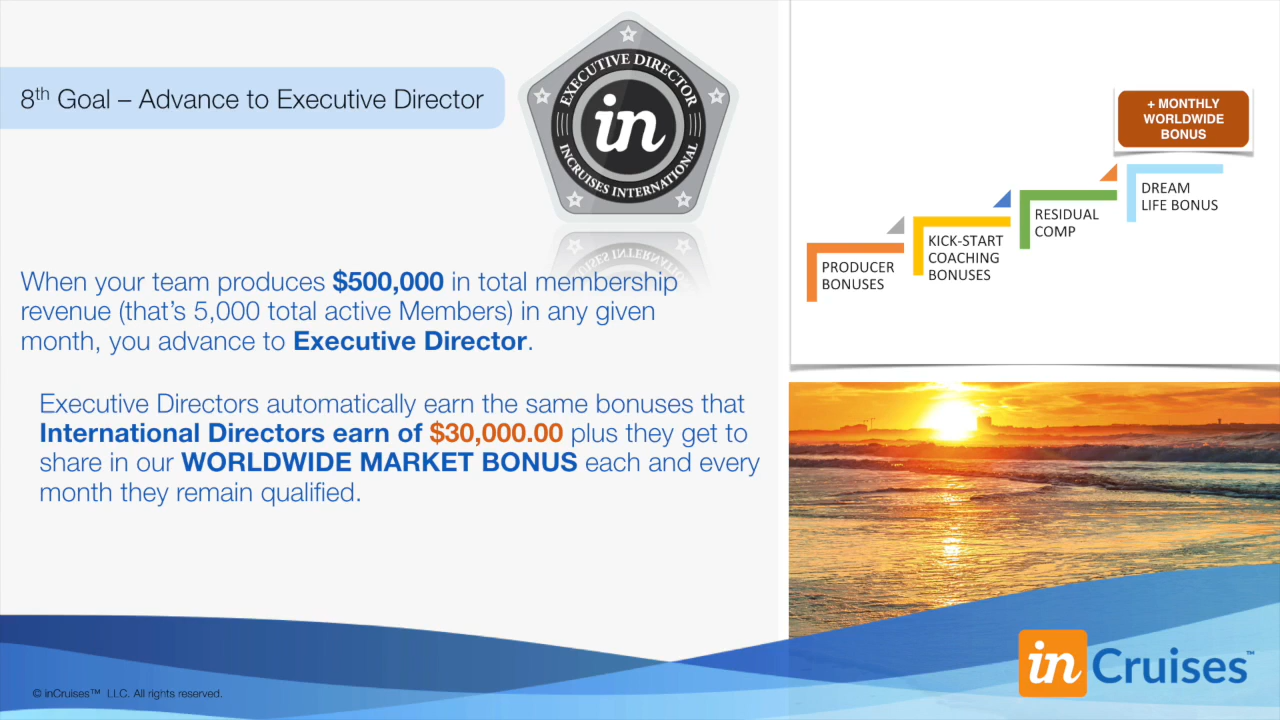 8th Goal – Advance to Executive Director
EXECUTIVE DIRECTOR
in
INCRUISES INTERNATIONAL
When your team produces $500,000 in total membership
revenue (that's 5,000 total active Members) in any given
month, you advance to Executive Director.
Executive Directors automatically earn the same bonuses that
International Directors earn of $30,000.00 plus they get to
share in our WORLDWIDE MARKET BONUS each and every
month they remain qualified.
+ MONTHLY
WORLDWIDE
BONUS
PRODUCER
BONUSES
KICK-START
COACHING
BONUSES
RESIDUAL
COMP
DREAM
LIFE BONUS
© inCruises™ LLC. All rights reserved.
in Cruises™